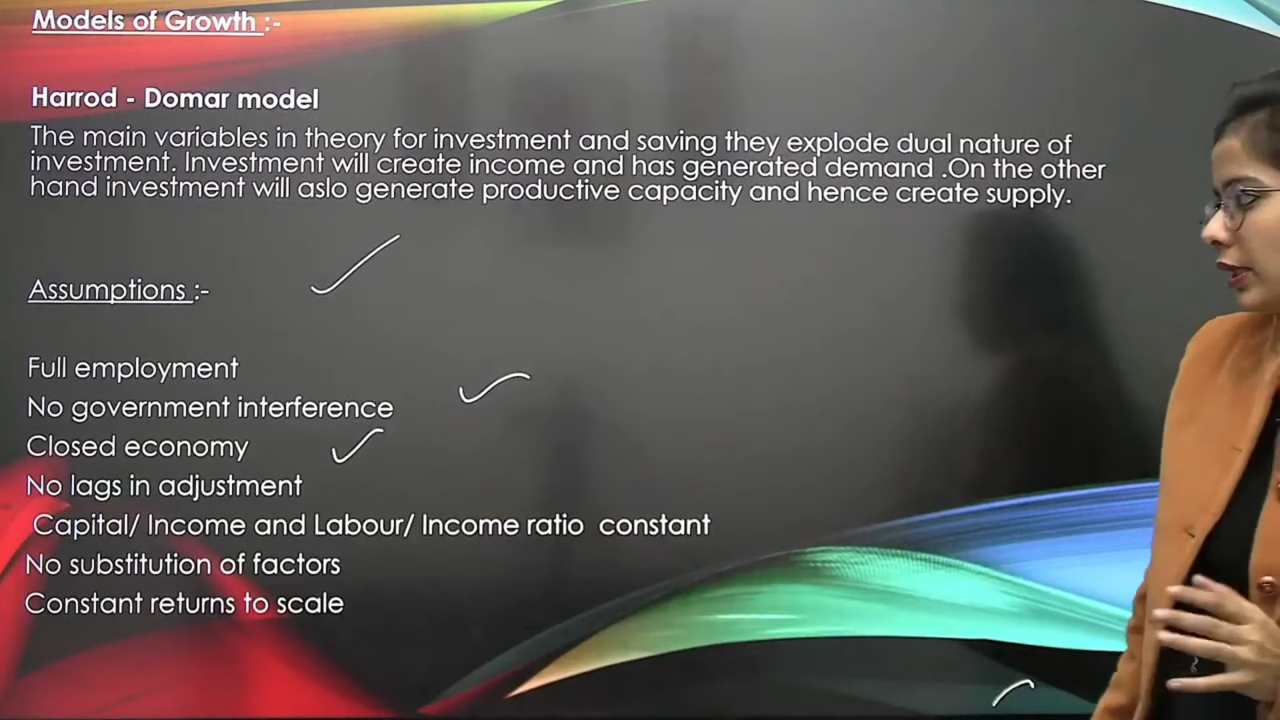 Models of Growth :-
Harrod - Domar model
The main variables in theory for investment and saving they explode dual nature of
investment. Investment will create income and has generated demand .On the other
hand investment will aslo generate productive capacity and hence create supply.
Assumptions :-
Full employment
No government interference
Closed economy
No lags in adjustment
Capital/ Income and Labour/ Income ratio constant
No substitution of factors
Constant returns to scale